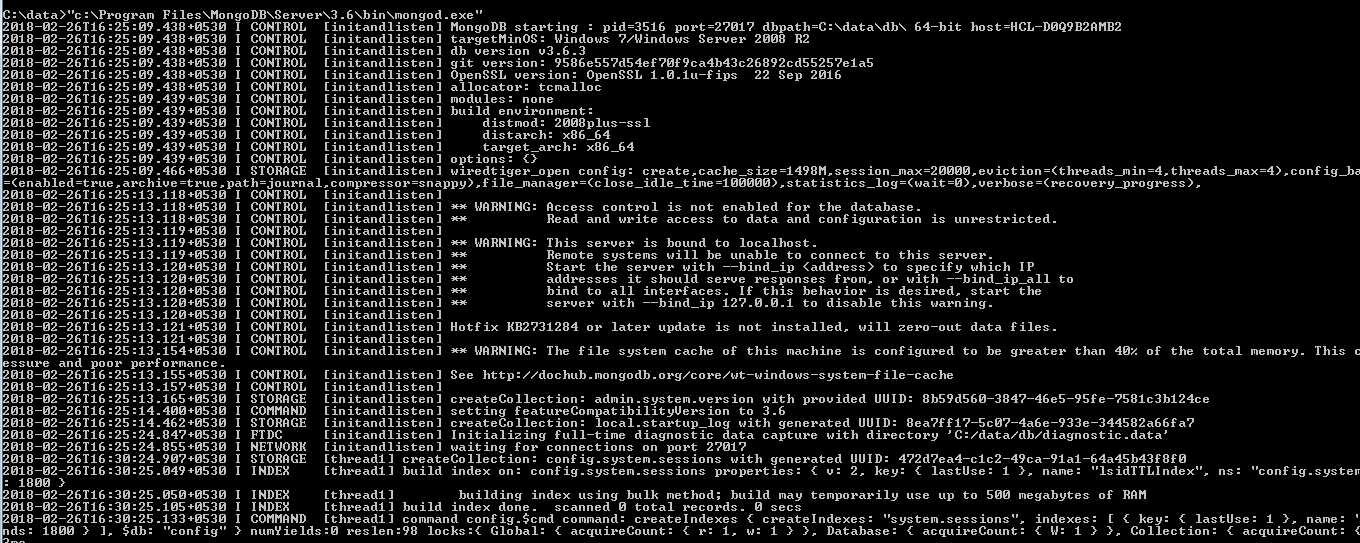 C:\data>"c:\Program Files\MongoDB\Server\3.6\bin\mongod.exe"
2018-02-26T16:25:09.438+0530 I CONTROL  [initandlisten] MongoDB starting : pid=3516 port=27017 dbpath=C:\data\db\ 64-bit host=HCL-D0Q9B2AMB2
2018-02-26T16:25:09.438+0530 I CONTROL  [initandlisten] targetMinOS: Windows 7/Windows Server 2008 R2
2018-02-26T16:25:09.438+0530 I CONTROL  [initandlisten] db version v3.6.3
2018-02-26T16:25:09.438+0530 I CONTROL  [initandlisten] git version: 9586e557d54ef70f9ca4b43c26892cd55257e1a5
2018-02-26T16:25:09.438+0530 I CONTROL  [initandlisten] OpenSSL version: OpenSSL 1.0.1u-fips  22 Sep 2016
2018-02-26T16:25:09.438+0530 I CONTROL  [initandlisten] allocator: tcmalloc
2018-02-26T16:25:09.439+0530 I CONTROL  [initandlisten] modules: none
2018-02-26T16:25:09.439+0530 I CONTROL  [initandlisten] build environment:
2018-02-26T16:25:09.439+0530 I CONTROL  [initandlisten]     distmod: 2008plus-ssl
2018-02-26T16:25:09.439+0530 I CONTROL  [initandlisten]     distarch: x86_64
2018-02-26T16:25:09.439+0530 I CONTROL  [initandlisten]     target_arch: x86_64
2018-02-26T16:25:09.439+0530 I CONTROL  [initandlisten] options: {}
2018-02-26T16:25:09.466+0530 I STORAGE  [initandlisten] wiredtiger_open config: create,cache_size=1498M,session_max=20000,eviction=(threads_min=4,threads_max=4),config_ba
=(enabled=true,archive=true,path=journal,compressor=snappy),file_manager=(close_idle_time=100000),statistics_log=(wait=0),verbose=(recovery_progress),
2018-02-26T16:25:13.118+0530 I CONTROL  [initandlisten]
2018-02-26T16:25:13.118+0530 I CONTROL  [initandlisten] ** WARNING: Access control is not enabled for the database.
2018-02-26T16:25:13.118+0530 I CONTROL  [initandlisten] **          Read and write access to data and configuration is unrestricted.
2018-02-26T16:25:13.119+0530 I CONTROL  [initandlisten]
2018-02-26T16:25:13.119+0530 I CONTROL  [initandlisten] ** WARNING: This server is bound to localhost.
2018-02-26T16:25:13.119+0530 I CONTROL  [initandlisten] **          Remote systems will be unable to connect to this server.
2018-02-26T16:25:13.120+0530 I CONTROL  [initandlisten] **          Start the server with --bind_ip <address> to specify which IP
2018-02-26T16:25:13.120+0530 I CONTROL  [initandlisten] **          addresses it should serve responses from, or with --bind_ip_all to
2018-02-26T16:25:13.120+0530 I CONTROL  [initandlisten] **          bind to all interfaces. If this behavior is desired, start the
2018-02-26T16:25:13.120+0530 I CONTROL  [initandlisten] **          server with --bind_ip 127.0.0.1 to disable this warning.
2018-02-26T16:25:13.120+0530 I CONTROL  [initandlisten]
2018-02-26T16:25:13.121+0530 I CONTROL  [initandlisten] Hotfix KB2731284 or later update is not installed, will zero-out data files.
2018-02-26T16:25:13.121+0530 I CONTROL  [initandlisten]
2018-02-26T16:25:13.154+0530 I CONTROL  [initandlisten] ** WARNING: The file system cache of this machine is configured to be greater than 40% of the total memory. This c
essure and poor performance.
2018-02-26T16:25:13.155+0530 I CONTROL  [initandlisten] See http://dochub.mongodb.org/core/wt-windows-system-file-cache
2018-02-26T16:25:13.157+0530 I CONTROL  [initandlisten]
2018-02-26T16:25:13.165+0530 I STORAGE  [initandlisten] createCollection: admin.system.version with provided UUID: 8b59d560-3847-46e5-95fe-7581c3b124ce
2018-02-26T16:25:14.400+0530 I COMMAND  [initandlisten] setting featureCompatibilityVersion to 3.6
2018-02-26T16:25:14.462+0530 I STORAGE  [initandlisten] createCollection: local.startup_log with generated UUID: 8ea7ff17-5c07-4a6e-933e-344582a66fa7
2018-02-26T16:25:24.847+0530 I FTDC     [initandlisten] Initializing full-time diagnostic data capture with directory 'C:/data/db/diagnostic.data'
2018-02-26T16:25:24.855+0530 I NETWORK  [initandlisten] waiting for connections on port 27017
2018-02-26T16:30:24.907+0530 I STORAGE  [thread1] createCollection: config.system.sessions with generated UUID: 472d7ea4-c1c2-49ca-91a1-64a45b43f8f0
2018-02-26T16:30:25.049+0530 I INDEX    [thread1] build index on: config.system.sessions properties: { v: 2, key: { lastUse: 1 }, name: "lsidTTLIndex", ns: "config.system
: 1800 }
2018-02-26T16:30:25.050+0530 I INDEX    [thread1]        building index using bulk method; build may temporarily use up to 500 megabytes of RAM
2018-02-26T16:30:25.105+0530 I INDEX    [thread1] build index done.  scanned 0 total records. 0 secs
2018-02-26T16:30:25.133+0530 I COMMAND  [thread1] command config.$cmd command: createIndexes { createIndexes: "system.sessions", indexes: [ { key: { lastUse: 1 }, name: "
nds: 1800 } ], $db: "config" } numYields:0 reslen:98 locks:{ Global: { acquireCount: { r: 1, w: 1 } }, Database: { acquireCount: { W: 1 } }, Collection: { acquireCount: {